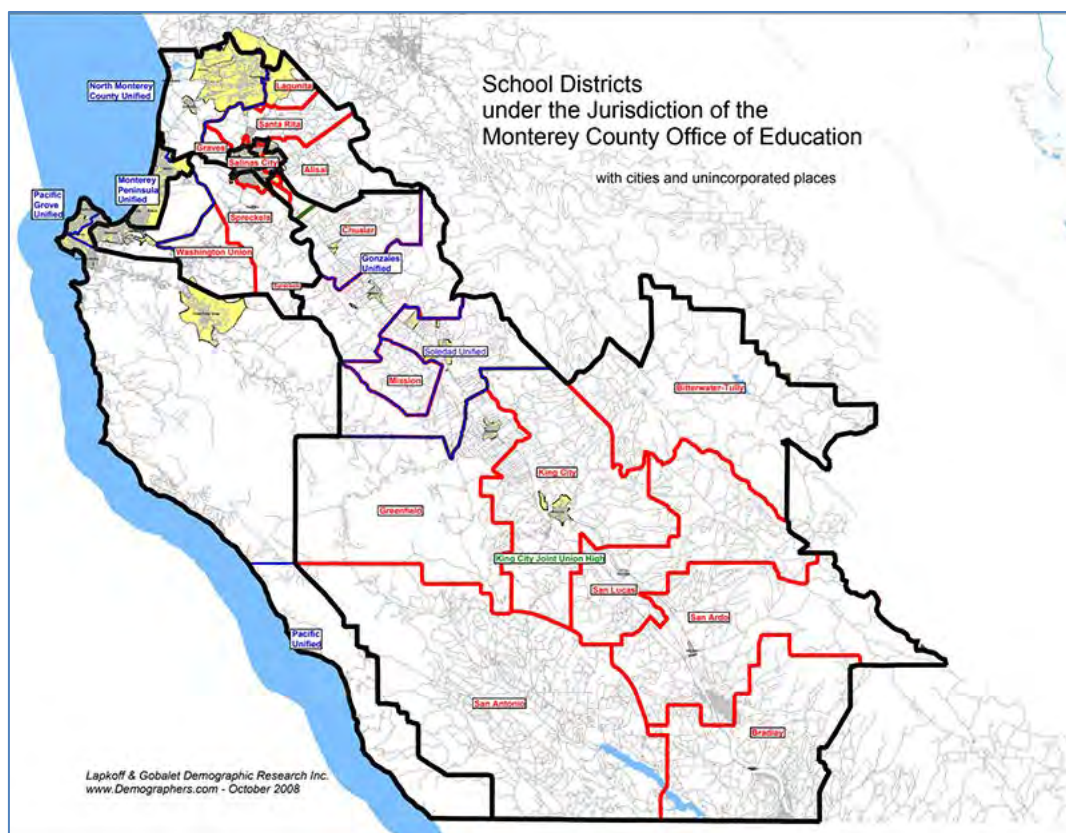 School Districts
under the Jurisdiction of the
Monterey County Office of Education
with cities and unincorporated places
North Monterey
County Unified
Lagunita
Santa Rita
Graves
Salinas City
Alisal
Monterey
Peninsula
Unified
Pacific
Grove
Unified
Spreckels
Chualar
Washington Union
Gonzales
Unified
Soledad Unified
Mission
Bitterwater-Tully
King City
Greenfield
King City Joint Union High
San Lucas
San Ardo
Pacific
Unified
San Antonio
Bradley
Lapkoff & Gobalet Demographic Research Inc.
www.Demographers.com - October 2008